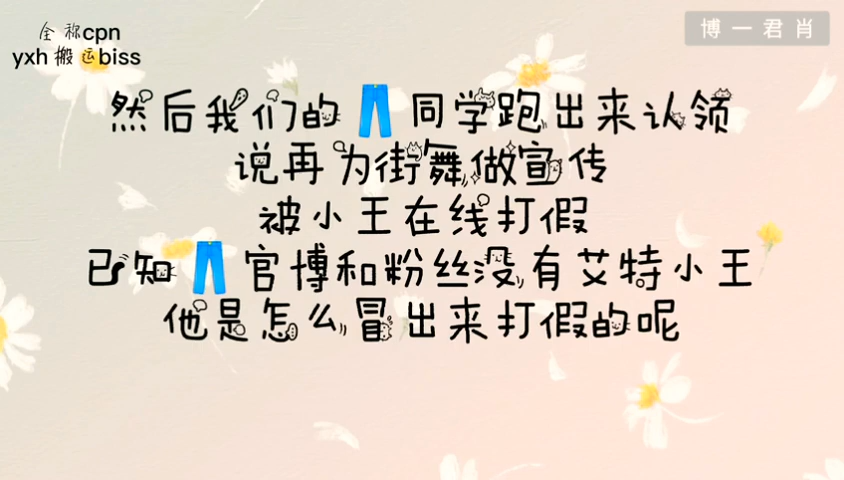 全称cpn
yxh搬运biss
博一君肖
然后我们的👖同学跑出来认领
说再为街舞做宣传
被小王在线打假
已知👖官博和粉丝没有艾特小王
他是怎么冒出来打假的呢